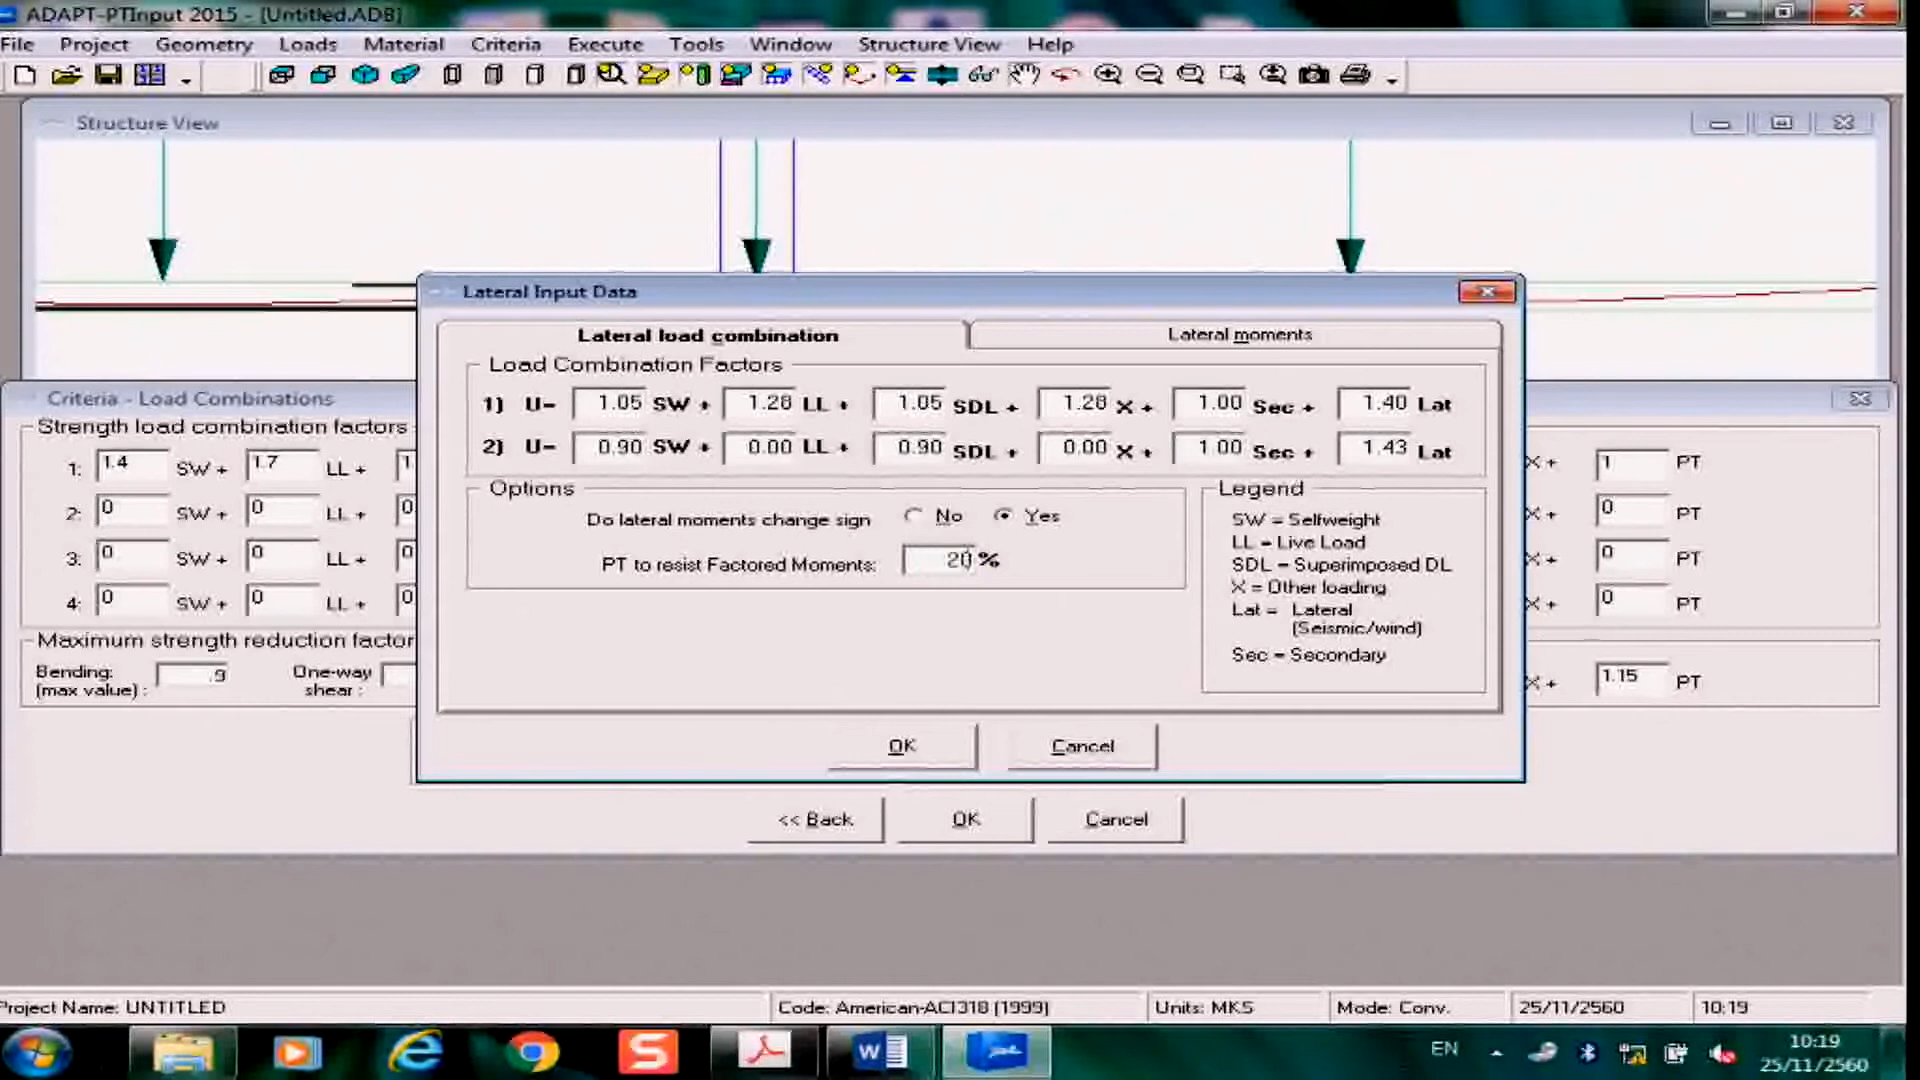 ADAPT-PTInput 2015 - [Untitled.ADB]
File Project Geometry Loads Material Criteria Execute Tools Window Structure View Help
Structure View
Lateral Input Data
Lateral load combination
Lateral moments
Load Combination Factors
1) U= 1.05 SW + 1.28 LL + 1.05 SDL + 1.28 X + 1.00 Sec + 1.40 Lat
2) U= 0.90 SW + 0.00 LL + 0.90 SDL + 0.00 X + 1.00 Sec + 1.43 Lat
Options
Do lateral moments change sign No Yes
PT to resist Factored Moments: 20 %
Legend
SW = Selfweight
LL = Live Load
SDL = Superimposed DL
X = Other loading
Lat = Lateral
(Seismic/wind)
Sec = Secondary
OK Cancel
Criteria - Load Combinations
Strength load combination factors
1: 1.4 SW + 1.7 LL + 1 X + 1 PT
2: 0 SW + 0 LL + 0 X + 0 PT
3: 0 SW + 0 LL + 0 X + 0 PT
4: 0 SW + 0 LL + 0 X + 0 PT
Maximum strength reduction factor
Bending: .9 One-way
(max value) : shear :
X + 1.15 PT
<< Back OK Cancel
Project Name: UNTITLED Code: American-ACI318 (1999) Units: MKS Mode: Conv. 25/11/2560 10:19
EN 10:19
25/11/2560